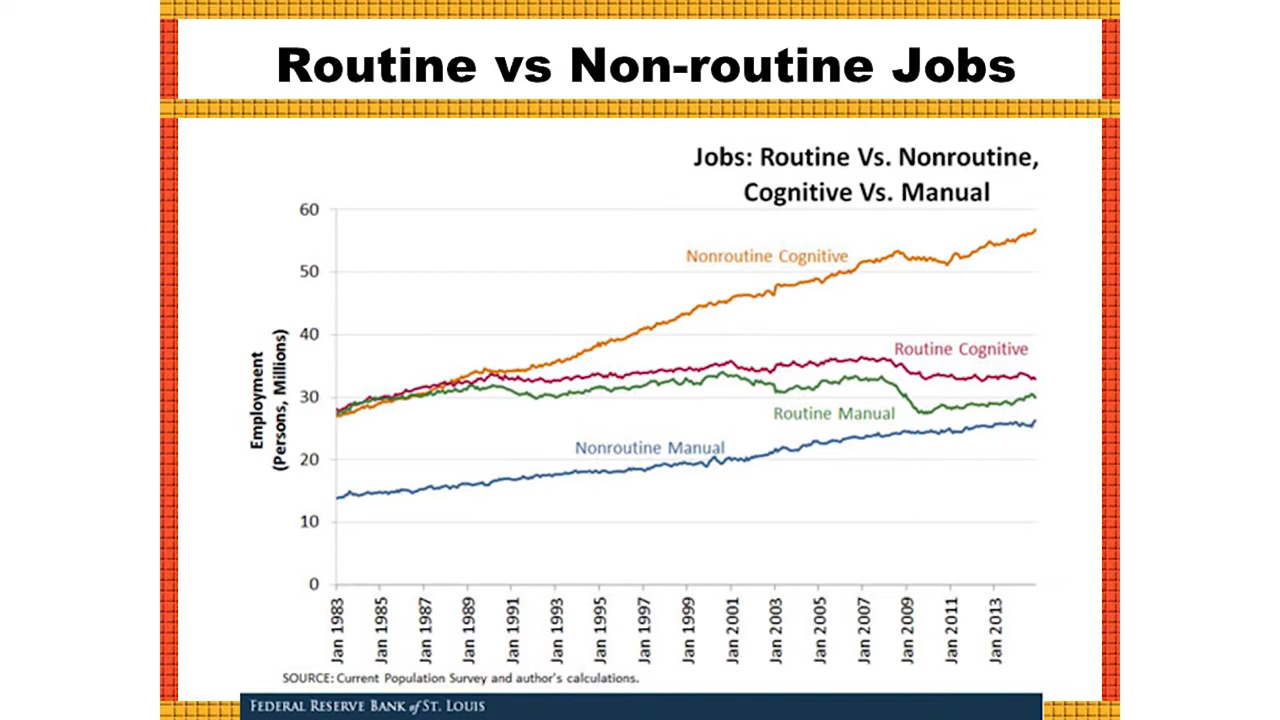 Routine vs Non-routine Jobs
Jobs: Routine Vs. Nonroutine,
Cognitive Vs. Manual
60
50
40
30
20
10
0
Employment
(Persons, Millions)
Nonroutine Cognitive
Routine Cognitive
Routine Manual
Nonroutine Manual
Jan 1983
Jan 1985
Jan 1987
Jan 1989
Jan 1991
Jan 1993
Jan 1995
Jan 1997
Jan 1999
Jan 2001
Jan 2003
Jan 2005
Jan 2007
Jan 2009
Jan 2011
Jan 2013
SOURCE: Current Population Survey and author's calculations.
FEDERAL RESERVE BANK of ST. LOUIS